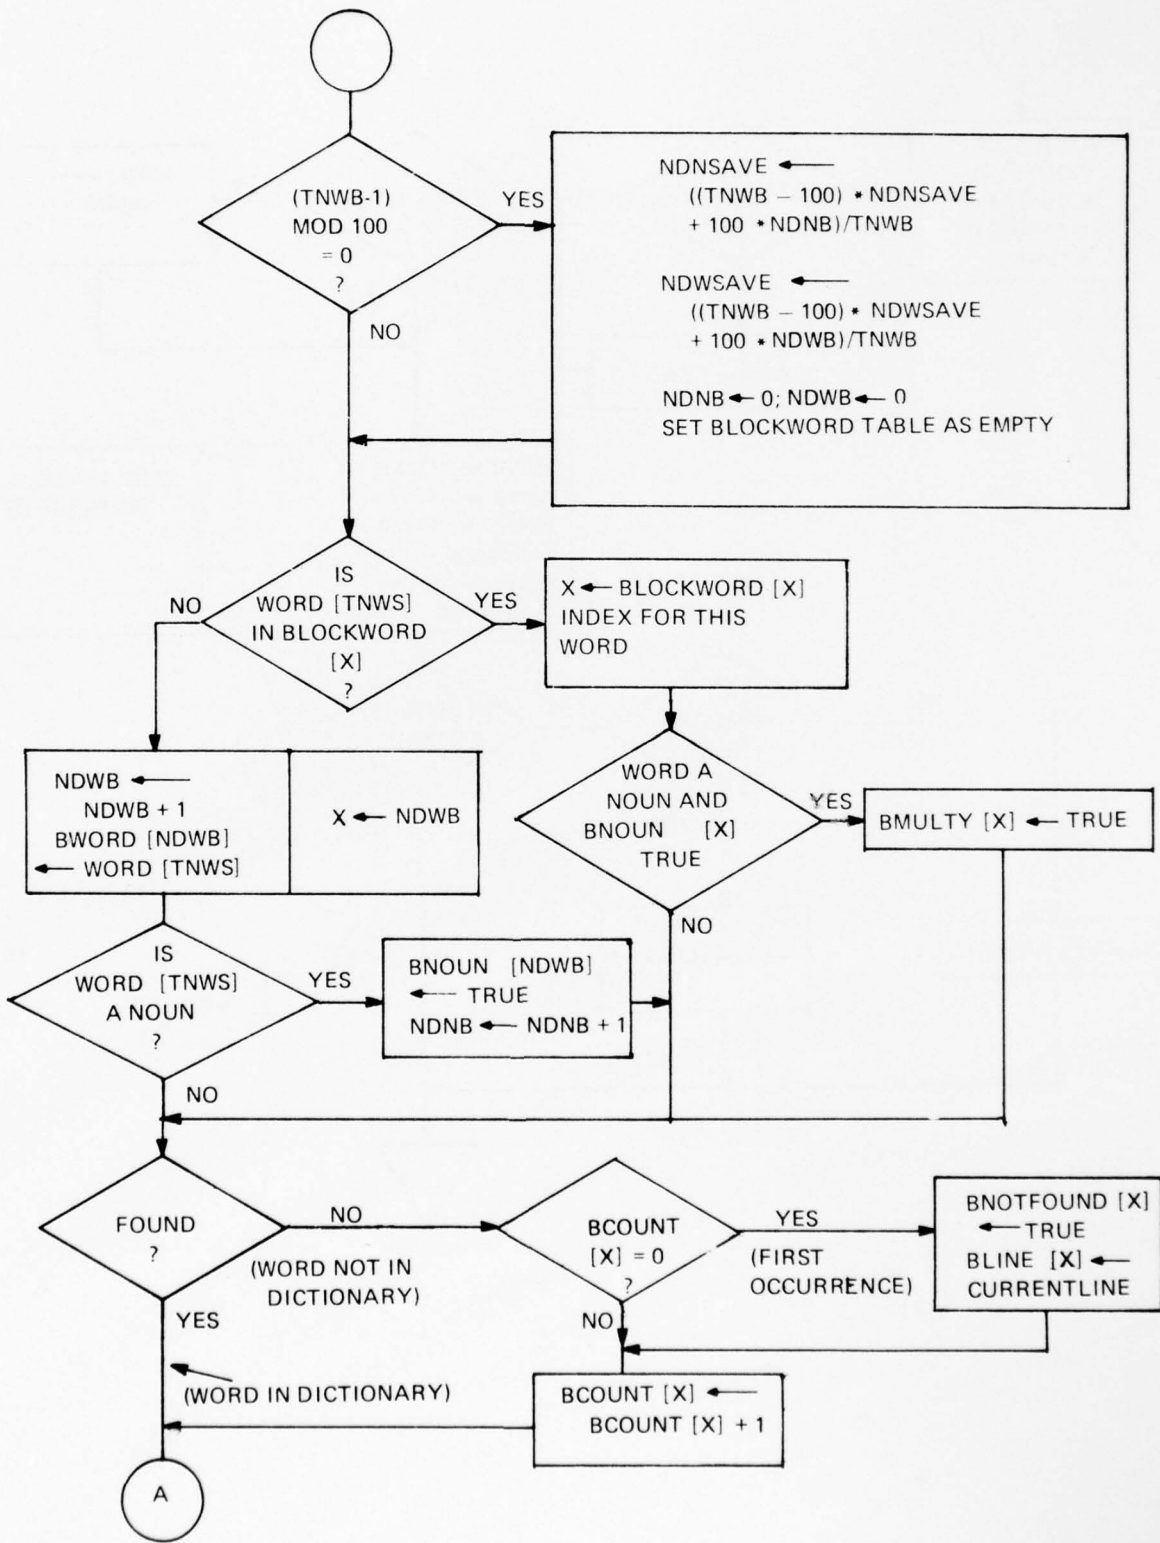 (TNWB-1)
MOD 100
= 0
?
YES
NO
NDNSAVE ←
((TNWB – 100) * NDNSAVE
+ 100 * NDNB)/TNWB
NDWSAVE ←
((TNWB – 100) * NDWSAVE
+ 100 * NDWB)/TNWB
NDNB ← 0; NDWB ← 0
SET BLOCKWORD TABLE AS EMPTY
IS
WORD [TNWS]
IN BLOCKWORD
[X]
?
NO
YES
X ← BLOCKWORD [X]
INDEX FOR THIS
WORD
NDWB ←
NDWB + 1
BWORD [NDWB]
← WORD [TNWS]
X ← NDWB
WORD A
NOUN AND
BNOUN [X]
TRUE
YES
NO
BMULTY [X] ← TRUE
IS
WORD [TNWS]
A NOUN
?
YES
NO
BNOUN [NDWB]
← TRUE
NDNB ← NDNB + 1
FOUND
?
NO
(WORD NOT IN
DICTIONARY)
YES
(WORD IN DICTIONARY)
BCOUNT
[X] = 0
?
YES
(FIRST
OCCURRENCE)
NO
BNOTFOUND [X]
← TRUE
BLINE [X] ←
CURRENTLINE
BCOUNT [X] ←
BCOUNT [X] + 1
A